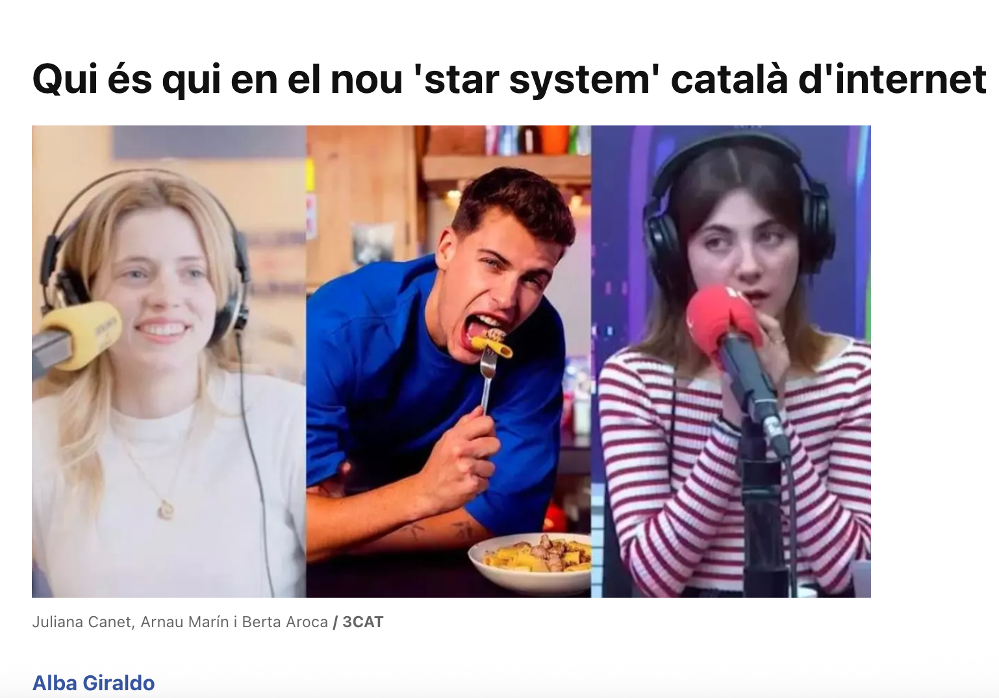 Qui és qui en el nou 'star system' català d'internet
Juliana Canet, Arnau Marín i Berta Aroca / 3CAT
Alba Giraldo